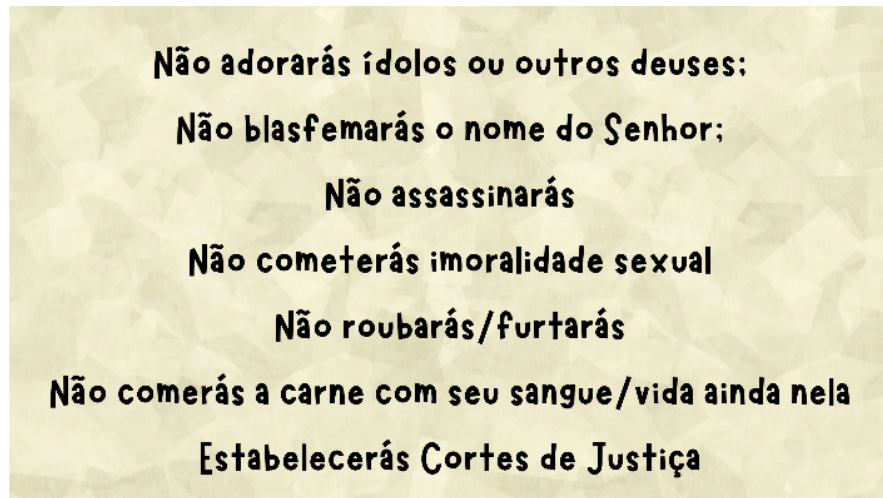 Não adorarás ídolos ou outros deuses;
Não blasfemarás o nome do Senhor;
Não assassinarás
Não cometerás imoralidade sexual
Não roubarás/furtarás
Não comerás a carne com seu sangue/vida ainda nela
Estabelecerás Cortes de Justiça